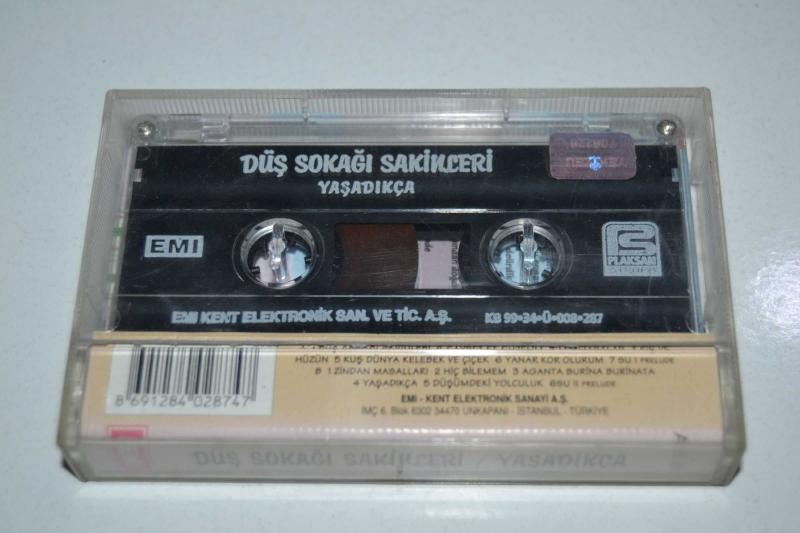 DÜŞ SOKAĞI SAKİNLERİ
YAŞADIKÇA
EMI
PLAKSAN
EMI KENT ELEKTRONİK SAN. VE TİC. A.Ş.
KB 99-34-Ü-008-287
HÜZÜN 5 KUŞ DÜNYA KELEBEK VE ÇİÇEK 6 YANAR KOR OLURUM 7 SU I PRELUDE
B 1 ZİNDAN MASALLARI 2 HİÇ BİLEMEM 3 AGANTA BURİNA BURİNATA
4 YAŞADIKÇA 5 DÜŞÜMDEKİ YOLCULUK 6SU II PRELUDE
EMI - KENT ELEKTRONİK SANAYİ A.Ş.
İMÇ 6. Blok 6302 34470 UNKAPANI - İSTANBUL - TÜRKİYE
8 691284 028747
A
DÜŞ SOKAĞI SAKİNLERİ / YAŞADIKÇA